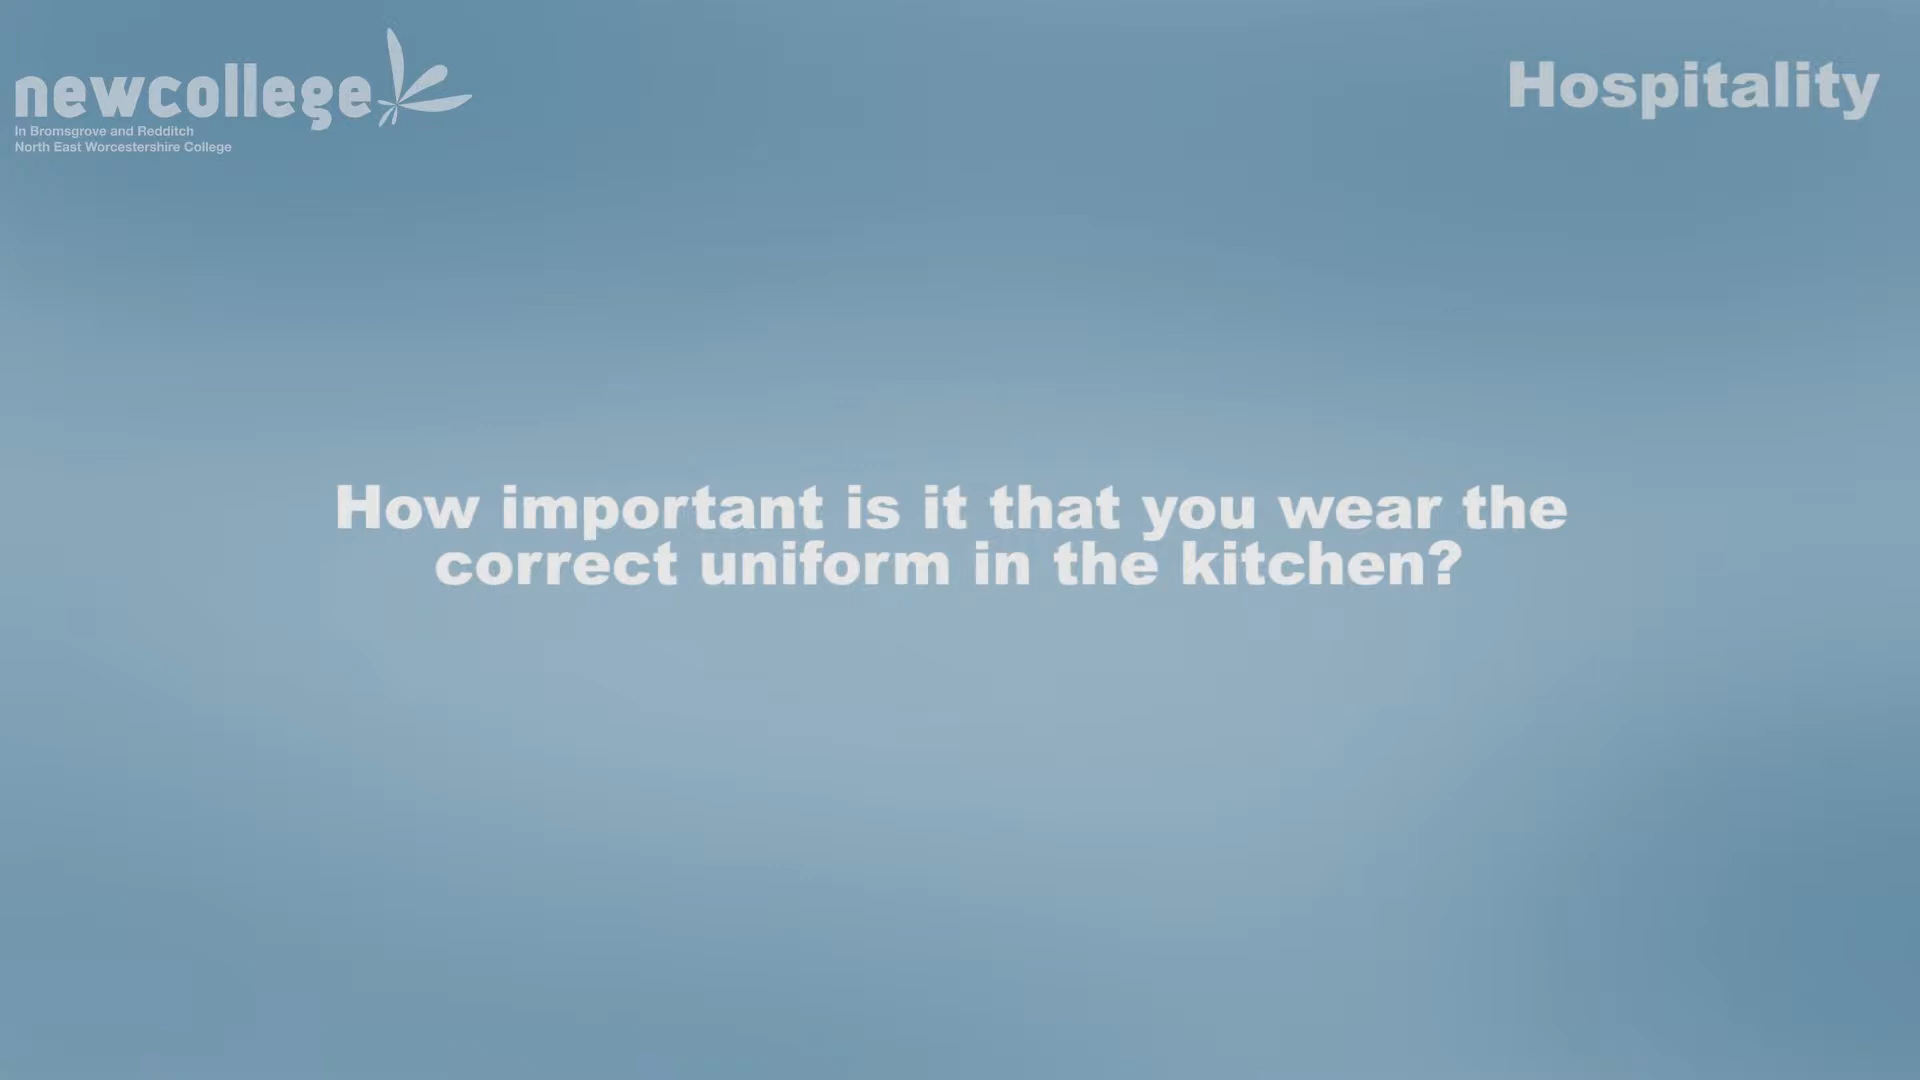 newcollege
In Bromsgrove and Redditch
North East Worcestershire College
Hospitality
How important is it that you wear the
correct uniform in the kitchen?